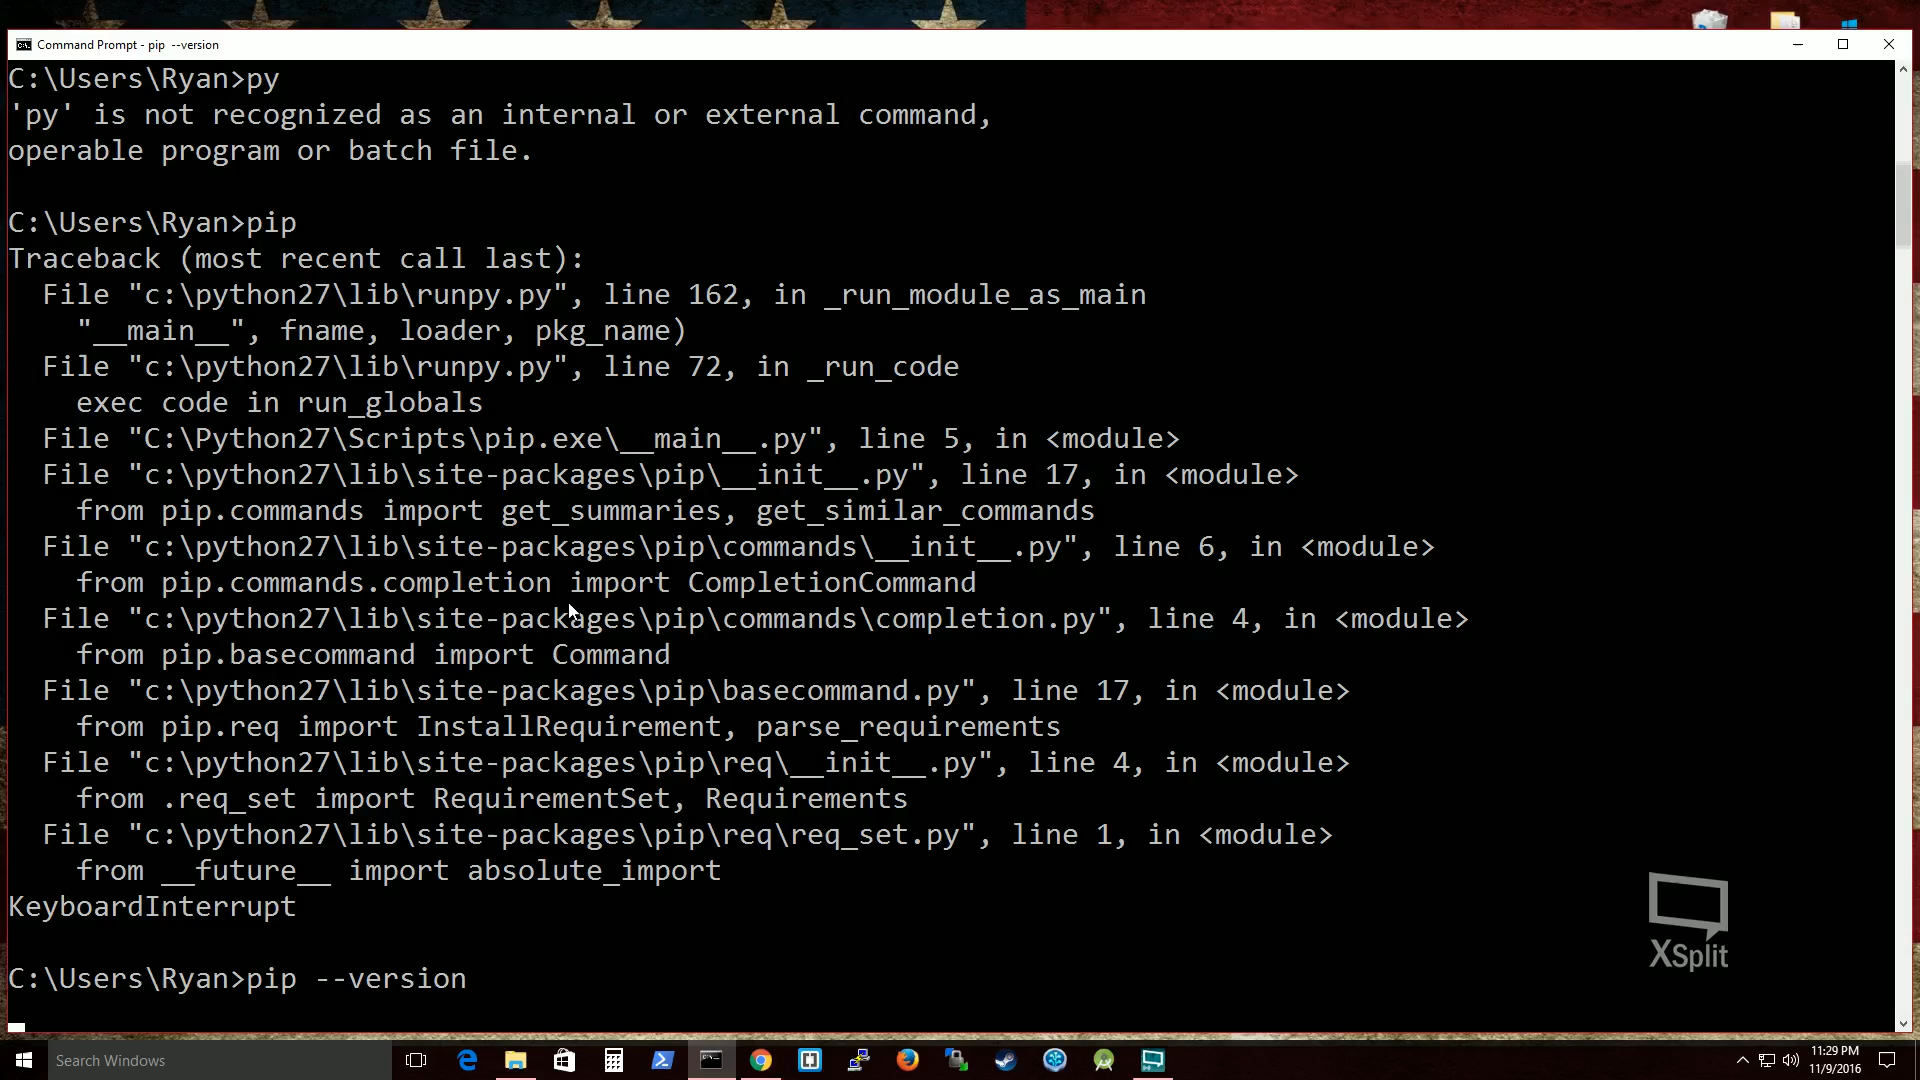 Command Prompt - pip  --version
C:\Users\Ryan>py
'py' is not recognized as an internal or external command,
operable program or batch file.
C:\Users\Ryan>pip
Traceback (most recent call last):
  File "c:\python27\lib\runpy.py", line 162, in _run_module_as_main
    "__main__", fname, loader, pkg_name)
  File "c:\python27\lib\runpy.py", line 72, in _run_code
    exec code in run_globals
  File "C:\Python27\Scripts\pip.exe\__main__.py", line 5, in <module>
  File "c:\python27\lib\site-packages\pip\__init__.py", line 17, in <module>
    from pip.commands import get_summaries, get_similar_commands
  File "c:\python27\lib\site-packages\pip\commands\__init__.py", line 6, in <module>
    from pip.commands.completion import CompletionCommand
  File "c:\python27\lib\site-packages\pip\commands\completion.py", line 4, in <module>
    from pip.basecommand import Command
  File "c:\python27\lib\site-packages\pip\basecommand.py", line 17, in <module>
    from pip.req import InstallRequirement, parse_requirements
  File "c:\python27\lib\site-packages\pip\req\__init__.py", line 4, in <module>
    from .req_set import RequirementSet, Requirements
  File "c:\python27\lib\site-packages\pip\req\req_set.py", line 1, in <module>
    from __future__ import absolute_import
KeyboardInterrupt
XSplit
C:\Users\Ryan>pip --version
Search Windows
11:29 PM
11/9/2016